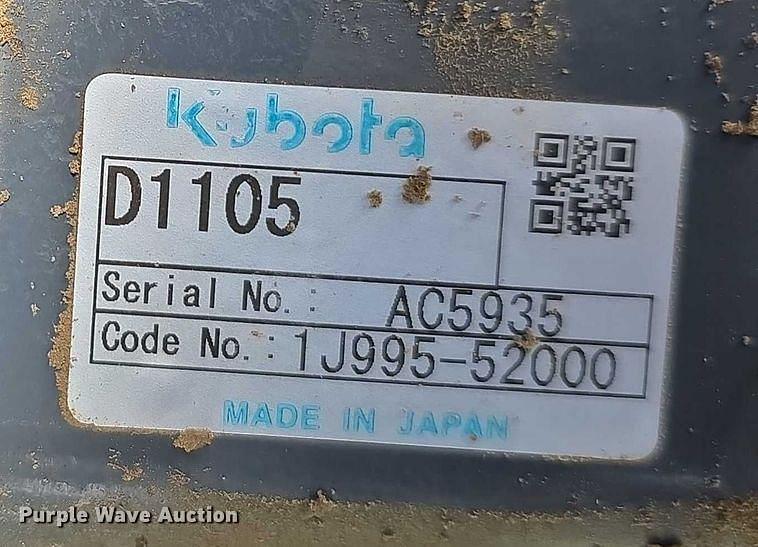 Kubota
D1105
Serial No.: AC5935
Code No.: 1J995-52000
MADE IN JAPAN
Purple Wave Auction